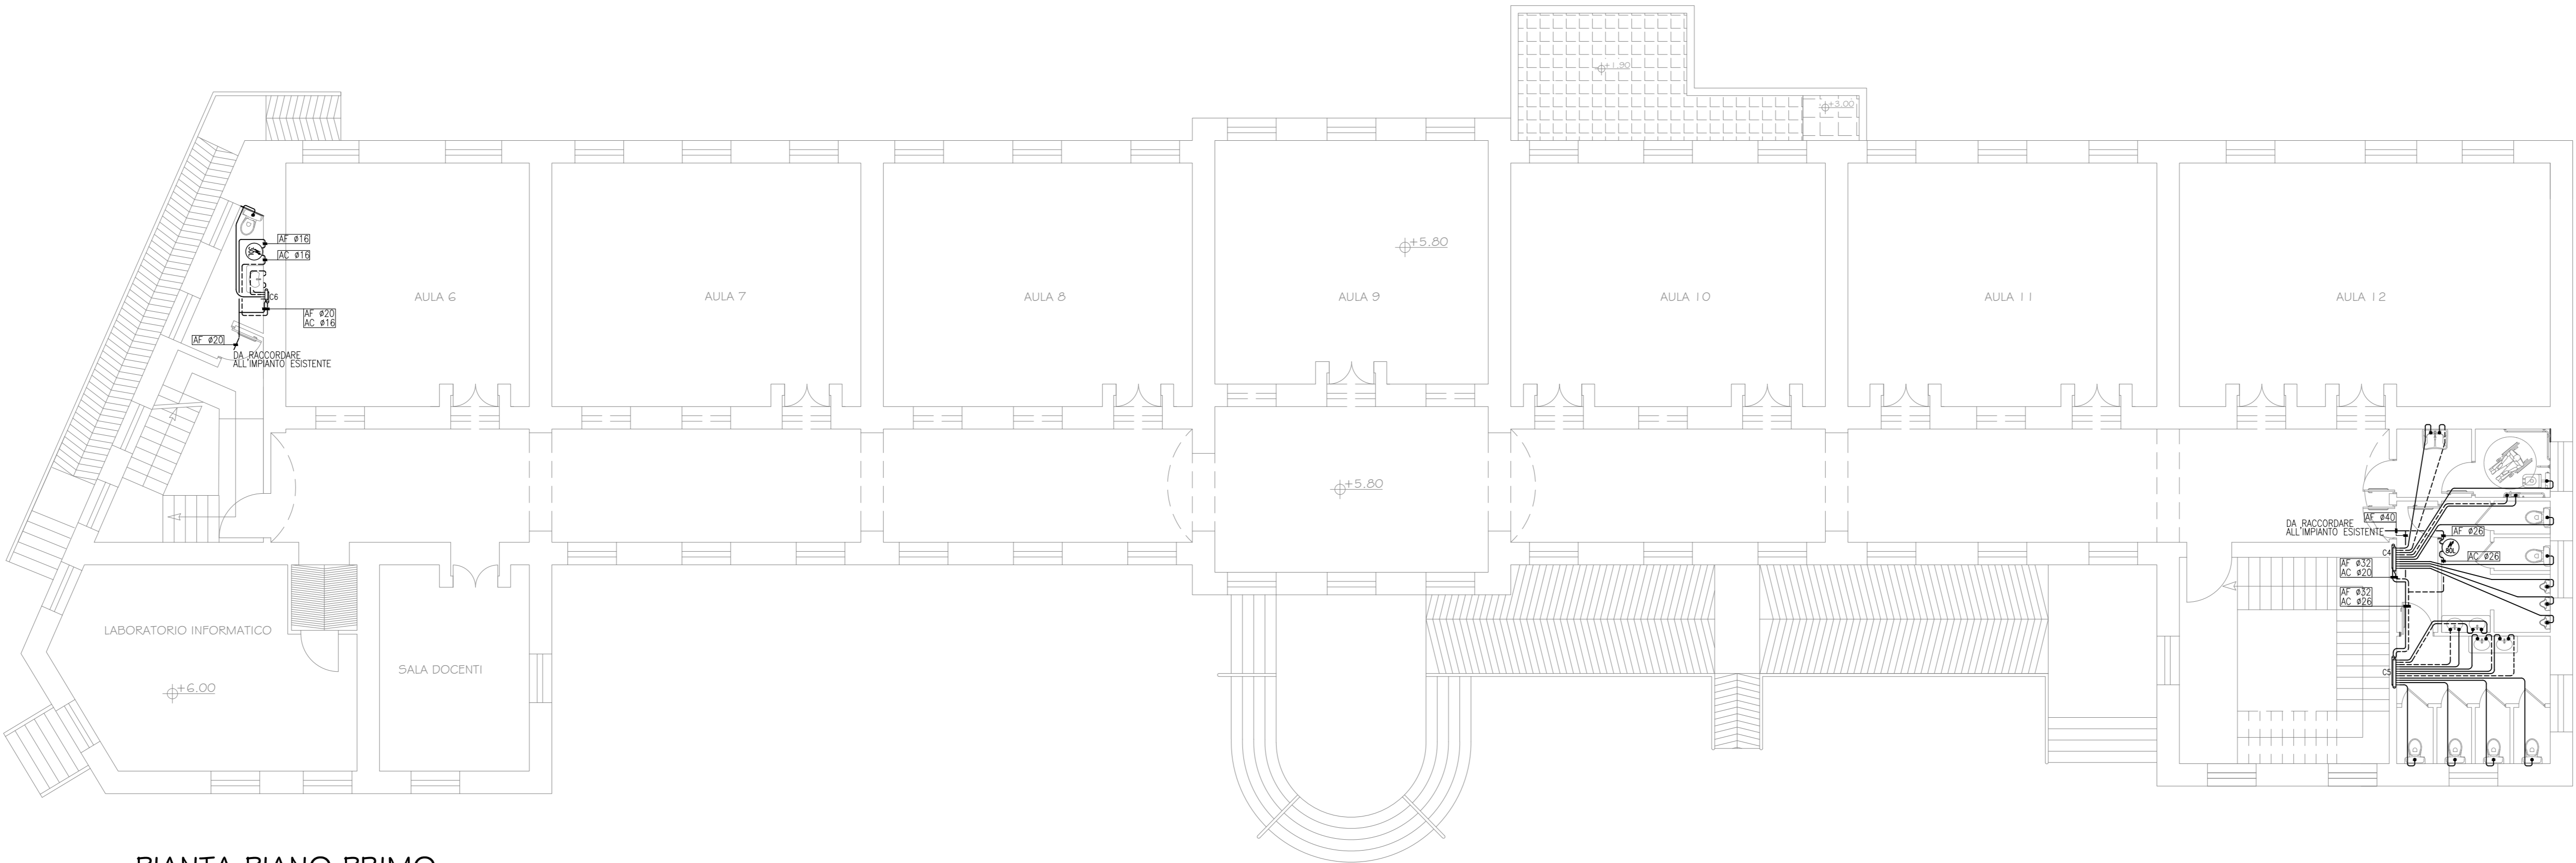 +1.90
+3.00
AF ø16
AC ø16
C6
AF ø20
AC ø16
AF ø20
DA RACCORDARE
ALL'IMPIANTO ESISTENTE
AULA 6
AULA 7
AULA 8
AULA 9
+5.80
AULA 10
AULA 11
AULA 12
+5.80
DA RACCORDARE
ALL'IMPIANTO ESISTENTE
AF ø40
AF ø26
80L
AC ø26
C4
AF ø32
AC ø20
AF ø32
AC ø26
C5
LABORATORIO INFORMATICO
+6.00
SALA DOCENTI
PIANTA PIANO PRIMO